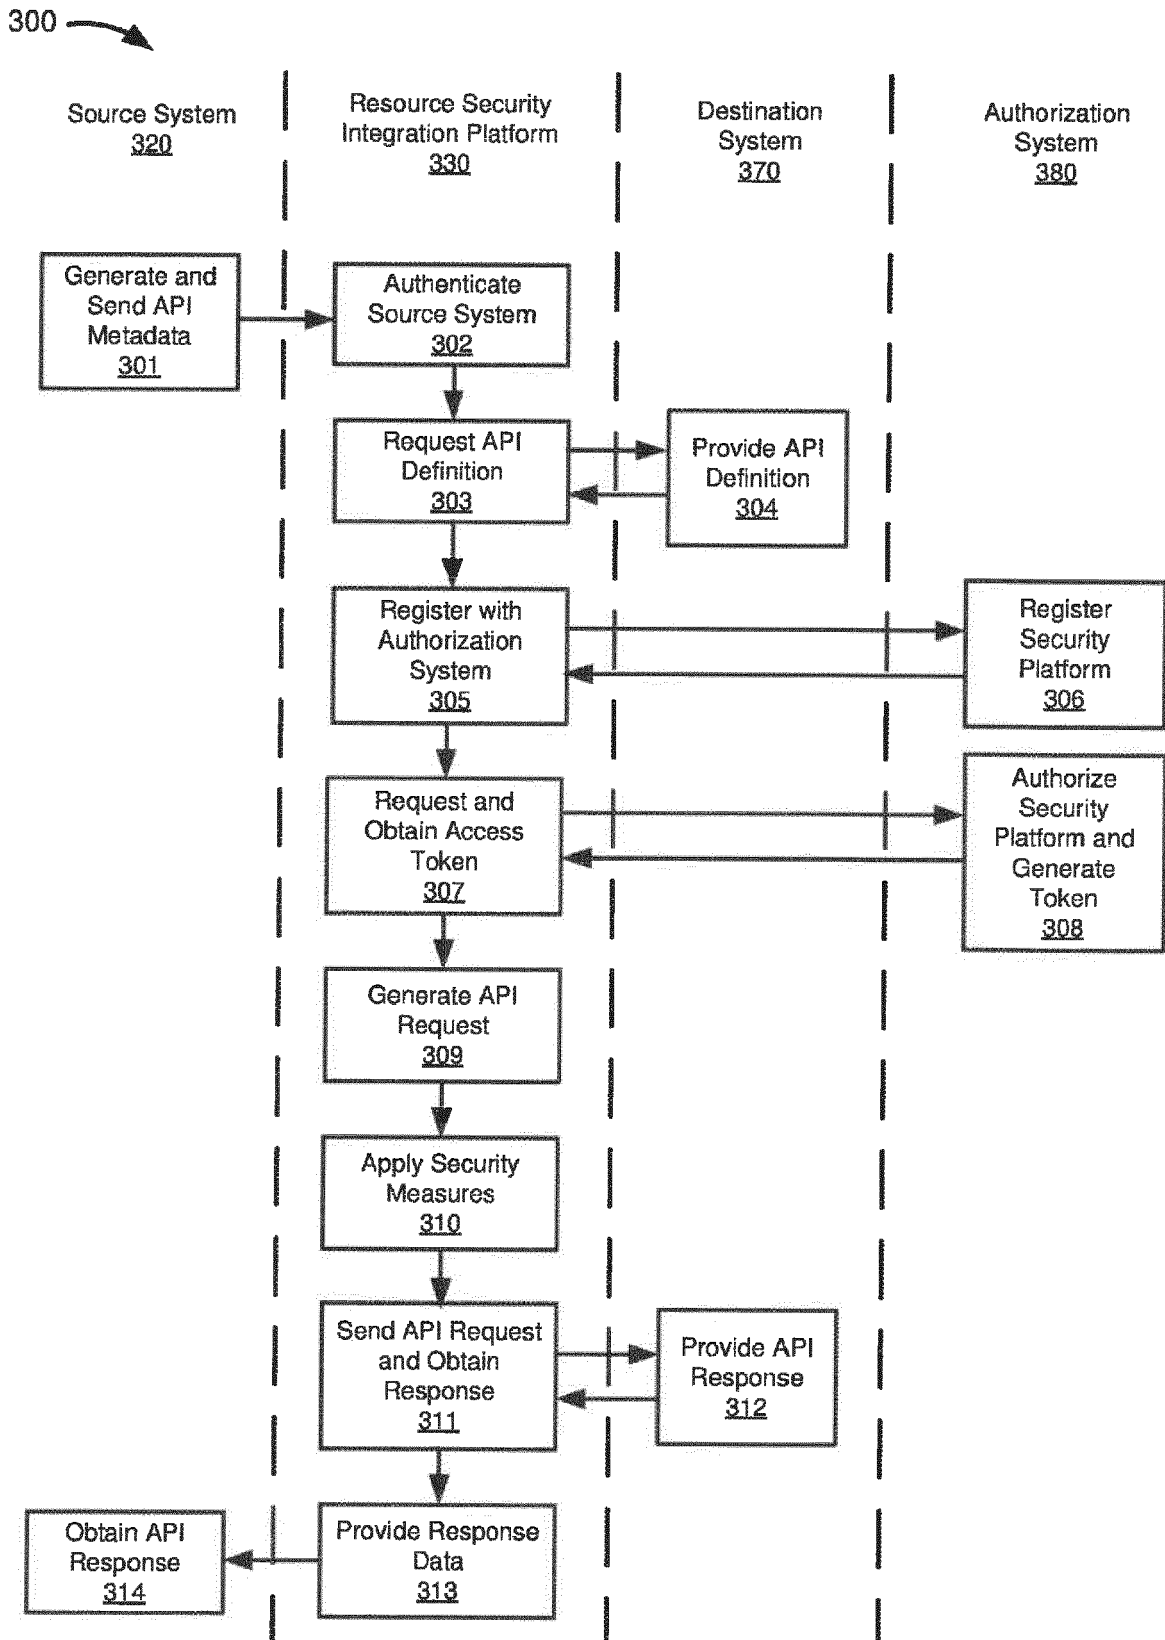 300
Source System
320
Resource Security
Integration Platform
330
Destination
System
370
Authorization
System
380
Generate and
Send API
Metadata
301
Authenticate
Source System
302
Request API
Definition
303
Provide API
Definition
304
Register with
Authorization
System
305
Register
Security
Platform
306
Request and
Obtain Access
Token
307
Authorize
Security
Platform and
Generate
Token
308
Generate API
Request
309
Apply Security
Measures
310
Send API Request
and Obtain
Response
311
Provide API
Response
312
Provide Response
Data
313
Obtain API
Response
314